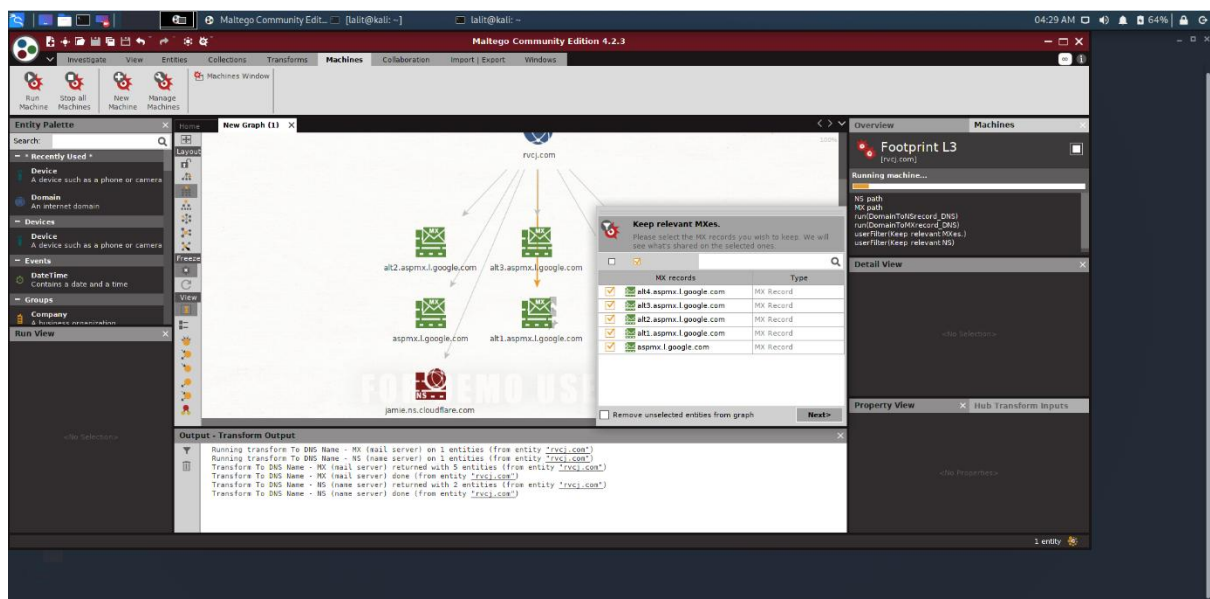 Maltego Community Edit... [lalit@kali: ~] lalit@kali: ~ 04:29 AM 64%
Maltego Community Edition 4.2.3
Investigate View Entities Collections Transforms Machines Collaboration Import | Export Windows
Run Machine
Stop all Machines
New Machine
Manage Machines
Machines Window
Entity Palette
Search:
* Recently Used *
Device
A device such as a phone or camera
Domain
An internet domain
Devices
Device
A device such as a phone or camera
Events
DateTime
Contains a date and a time
Groups
Company
A business organization
Run View
<No Selection>
Home New Graph (1)
Layout
Freeze
View
100%
rvcj.com
MX
MX
alt2.aspmx.l.google.com
alt3.aspmx.l.google.com
MX
MX
aspmx.l.google.com
alt1.aspmx.l.google.com
NS
jamie.ns.cloudflare.com
FOR DEMO USE
Keep relevant MXes.
Please select the MX records you wish to keep. We will
see what's shared on the selected ones.
MX records Type
alt4.aspmx.l.google.com MX Record
alt3.aspmx.l.google.com MX Record
alt2.aspmx.l.google.com MX Record
alt1.aspmx.l.google.com MX Record
aspmx.l.google.com MX Record
Remove unselected entities from graph Next>
Output - Transform Output
Running transform To DNS Name - MX (mail server) on 1 entities (from entity "rvcj.com")
Running transform To DNS Name - NS (name server) on 1 entities (from entity "rvcj.com")
Transform To DNS Name - MX (mail server) returned with 5 entities (from entity "rvcj.com")
Transform To DNS Name - MX (mail server) done (from entity "rvcj.com")
Transform To DNS Name - NS (name server) returned with 2 entities (from entity "rvcj.com")
Transform To DNS Name - NS (name server) done (from entity "rvcj.com")
Overview Machines
Footprint L3
[rvcj.com]
Running machine...
NS path
MX path
run(DomainToNSrecord_DNS)
run(DomainToMXrecord_DNS)
userFilter(Keep relevant MXes.)
userFilter(Keep relevant NS)
Detail View
<No Selection>
Property View Hub Transform Inputs
<No Properties>
1 entity